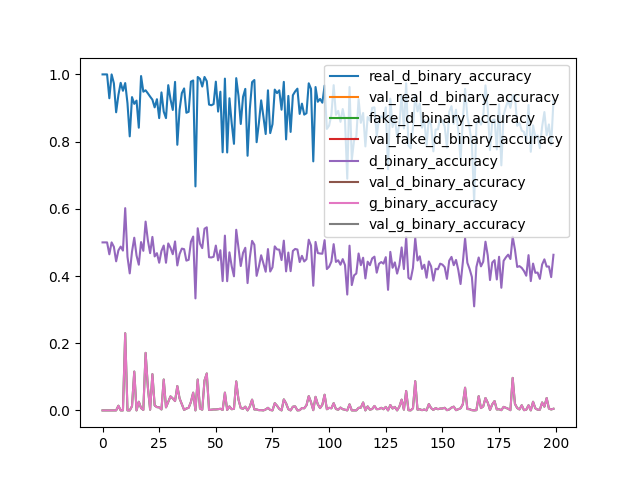 1.0
0.8
0.6
0.4
0.2
0.0
0
25
50
75
100
125
150
175
200
real_d_binary_accuracy
val_real_d_binary_accuracy
fake_d_binary_accuracy
val_fake_d_binary_accuracy
d_binary_accuracy
val_d_binary_accuracy
g_binary_accuracy
val_g_binary_accuracy